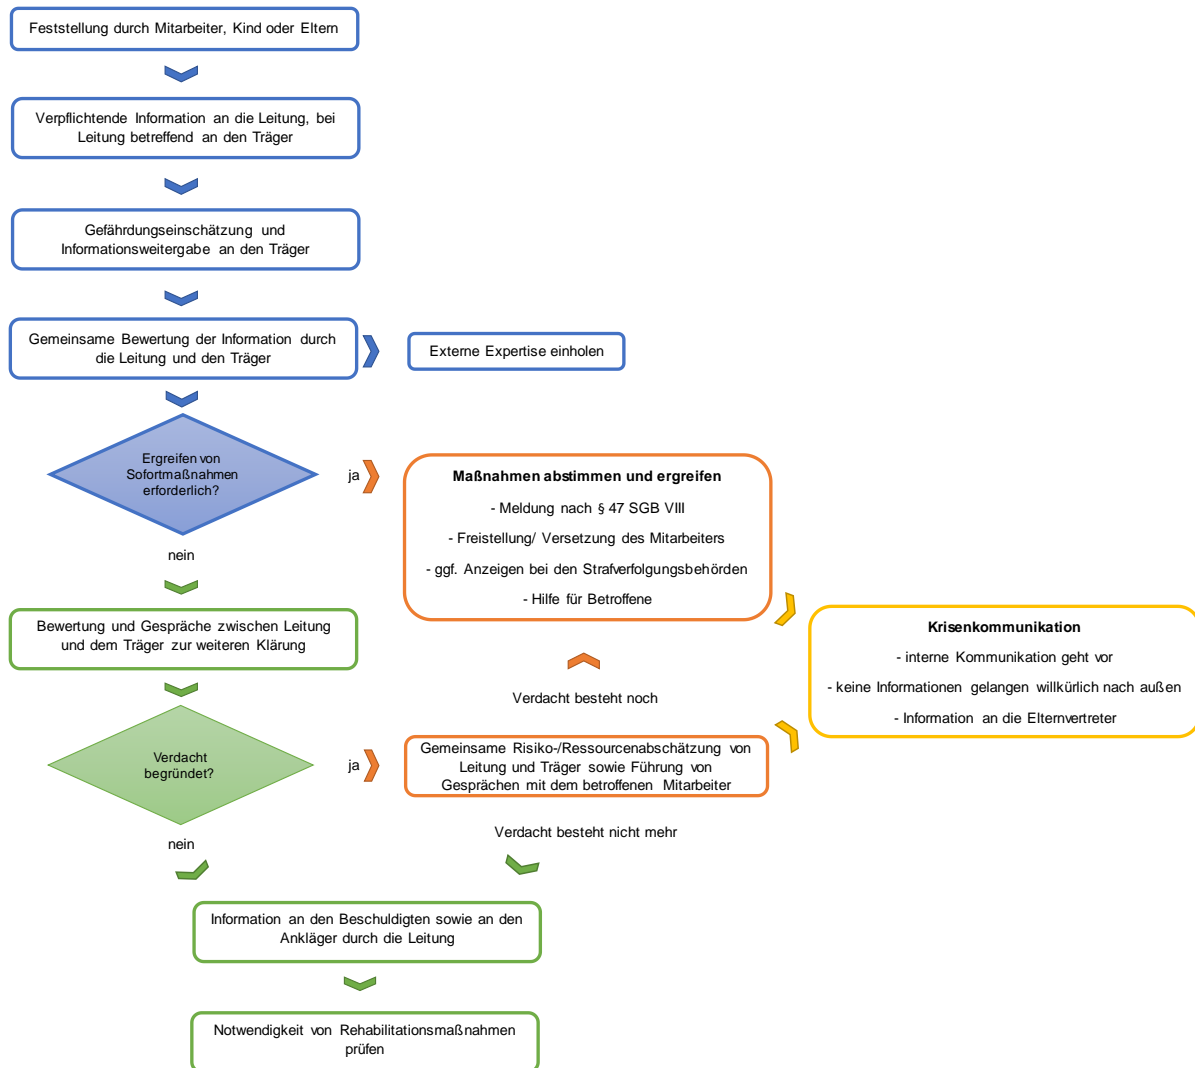 Feststellung durch Mitarbeiter, Kind oder Eltern
Verpflichtende Information an die Leitung, bei
Leitung betreffend an den Träger
Gefährdungseinschätzung und
Informationsweitergabe an den Träger
Gemeinsame Bewertung der Information durch
die Leitung und den Träger
Externe Expertise einholen
Ergreifen von
Sofortmaßnahmen
erforderlich?
ja
Maßnahmen abstimmen und ergreifen
- Meldung nach § 47 SGB VIII
- Freistellung/ Versetzung des Mitarbeiters
- ggf. Anzeigen bei den Strafverfolgungsbehörden
- Hilfe für Betroffene
nein
Bewertung und Gespräche zwischen Leitung
und dem Träger zur weiteren Klärung
Krisenkommunikation
- interne Kommunikation geht vor
- keine Informationen gelangen willkürlich nach außen
- Information an die Elternvertreter
Verdacht besteht noch
Verdacht
begründet?
ja
Gemeinsame Risiko-/Ressourcenabschätzung von
Leitung und Träger sowie Führung von
Gesprächen mit dem betroffenen Mitarbeiter
nein
Verdacht besteht nicht mehr
Information an den Beschuldigten sowie an den
Ankläger durch die Leitung
Notwendigkeit von Rehabilitationsmaßnahmen
prüfen